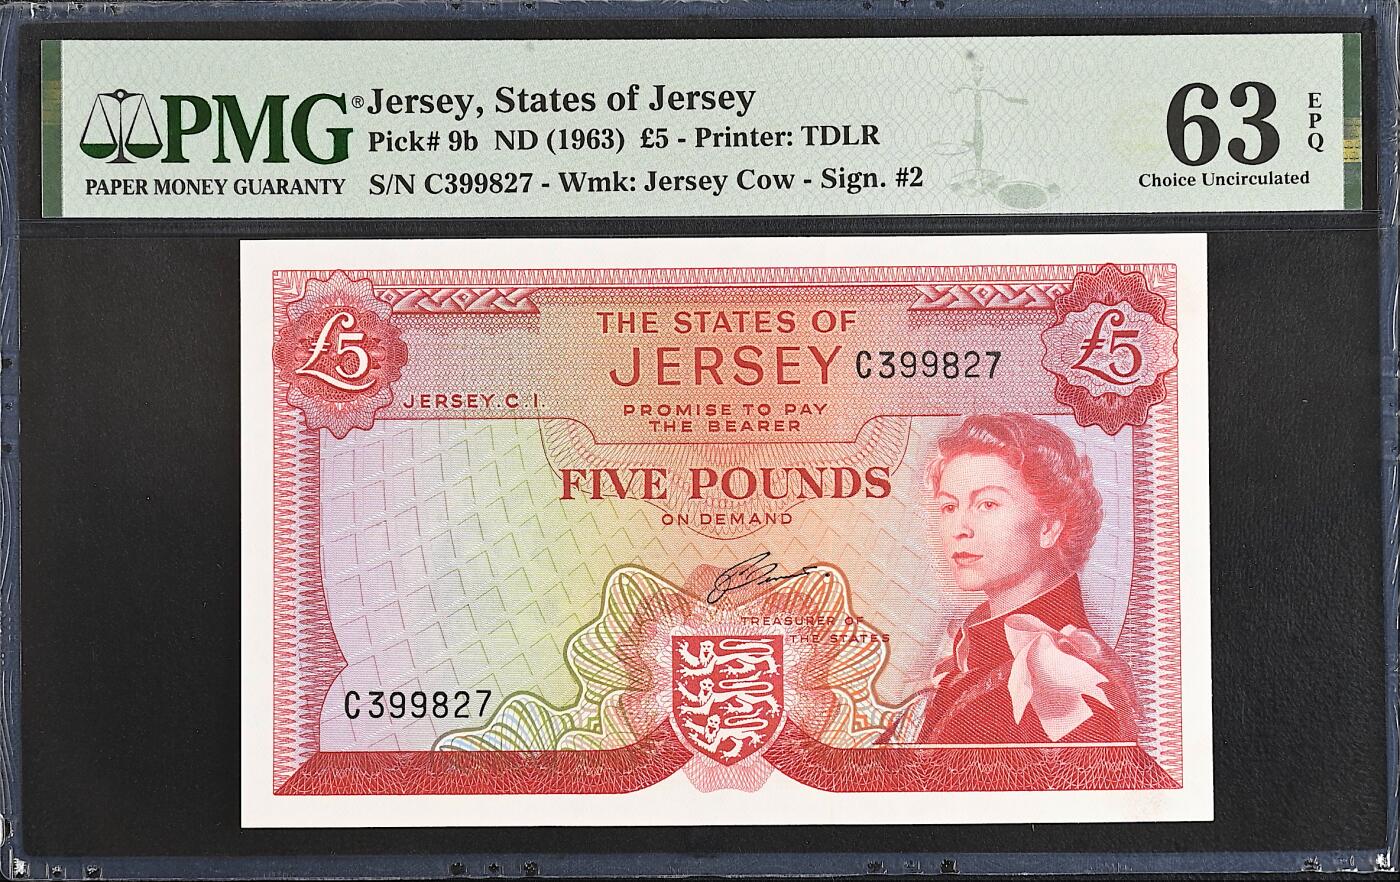 PMG®
PAPER MONEY GUARANTY
Jersey, States of Jersey
Pick# 9b ND (1963) £5 - Printer: TDLR
S/N C399827 - Wmk: Jersey Cow - Sign. #2
63 EPQ
Choice Uncirculated
£5
£5
THE STATES OF
JERSEY
C399827
JERSEY.C.I.
PROMISE TO PAY
THE BEARER
FIVE POUNDS
ON DEMAND
TREASURER OF
THE STATES
C399827